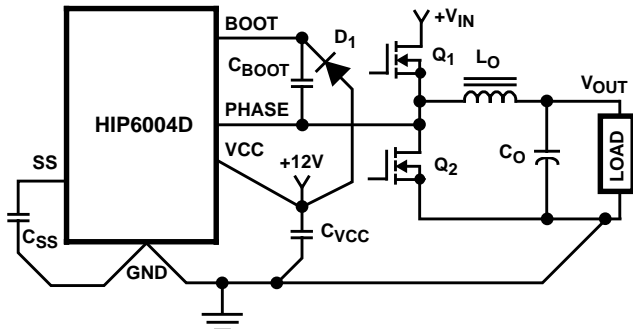 +VIN
BOOT
D1
Q1
LO
CBOOT
VOUT
PHASE
HIP6004D
VCC
SS
+12V
Q2
CO
LOAD
CSS
CVCC
GND